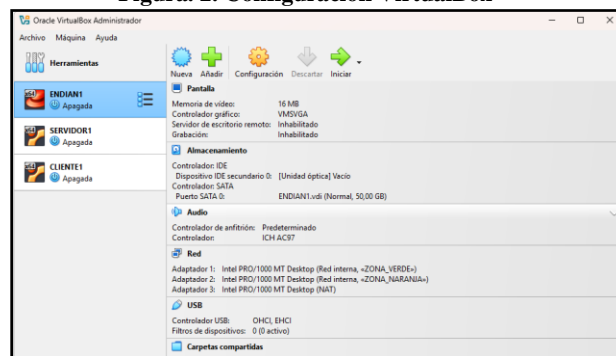 Figura. 1. Configuración VirtualBox
Oracle VirtualBox Administrador
Archivo Máquina Ayuda
Herramientas
Nueva Añadir Configuración Descartar Iniciar
ENDIAN1
Apagada
SERVIDOR1
Apagada
CLIENTE1
Apagada
Pantalla
Memoria de vídeo: 16 MB
Controlador gráfico: VMSVGA
Servidor de escritorio remoto: Inhabilitado
Grabación: Inhabilitado
Almacenamiento
Controlador: IDE
Dispositivo IDE secundario 0: [Unidad óptica] Vacío
Controlador: SATA
Puerto SATA 0: ENDIAN1.vdi (Normal, 50,00 GB)
Audio
Controlador de anfitrión: Predeterminado
Controlador: ICH AC97
Red
Adaptador 1: Intel PRO/1000 MT Desktop (Red interna, «ZONA_VERDE»)
Adaptador 2: Intel PRO/1000 MT Desktop (Red interna, «ZONA_NARANJA»)
Adaptador 3: Intel PRO/1000 MT Desktop (NAT)
USB
Controlador USB: OHCI, EHCI
Filtros de dispositivos: 0 (0 activo)
Carpetas compartidas